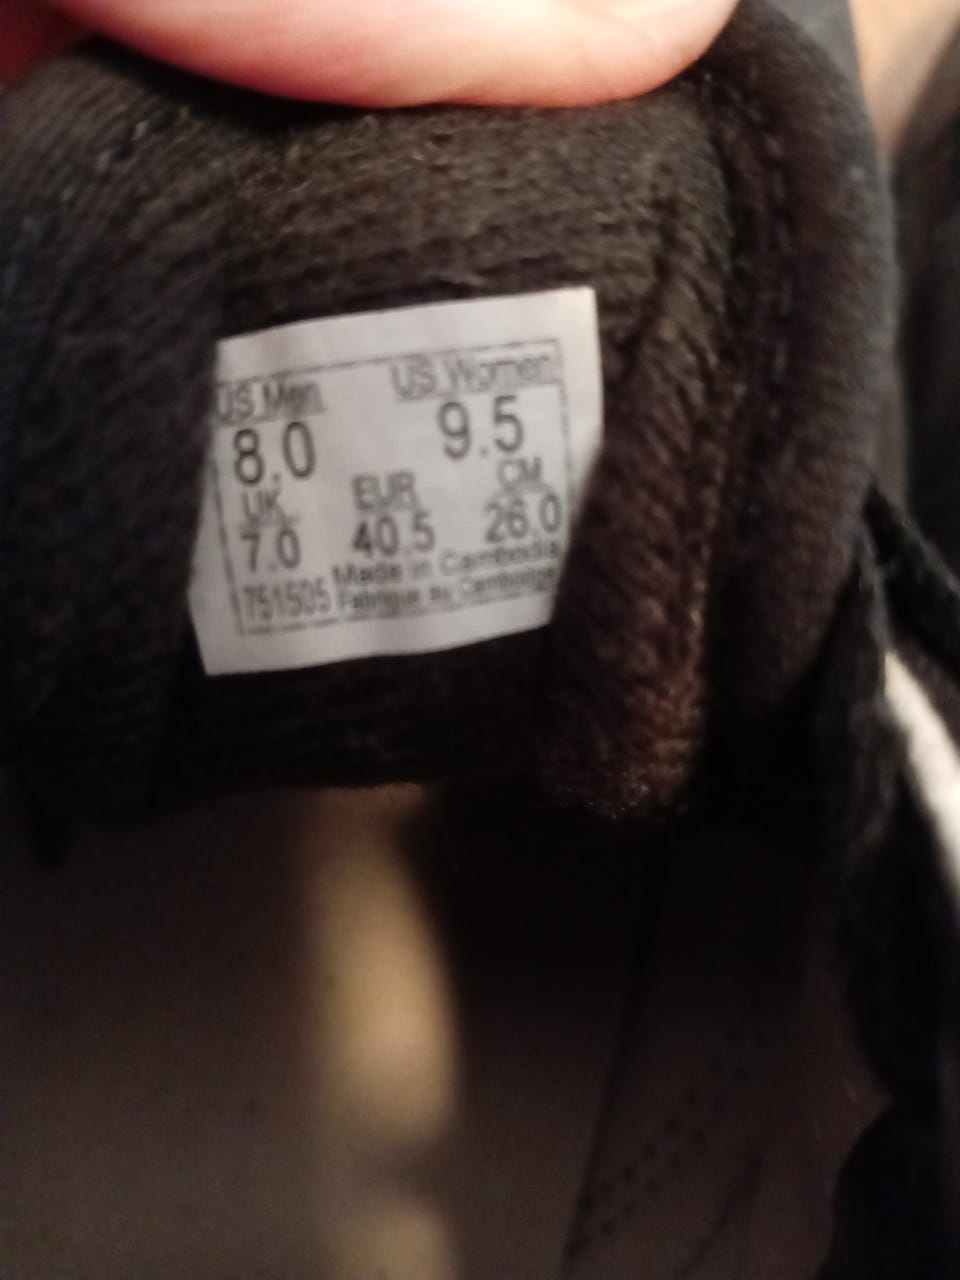 US Men US Women
8.0 9.5
UK EUR CM
7.0 40.5 26.0
751505 Made in Cambodia
Fabriqué au Cambodge